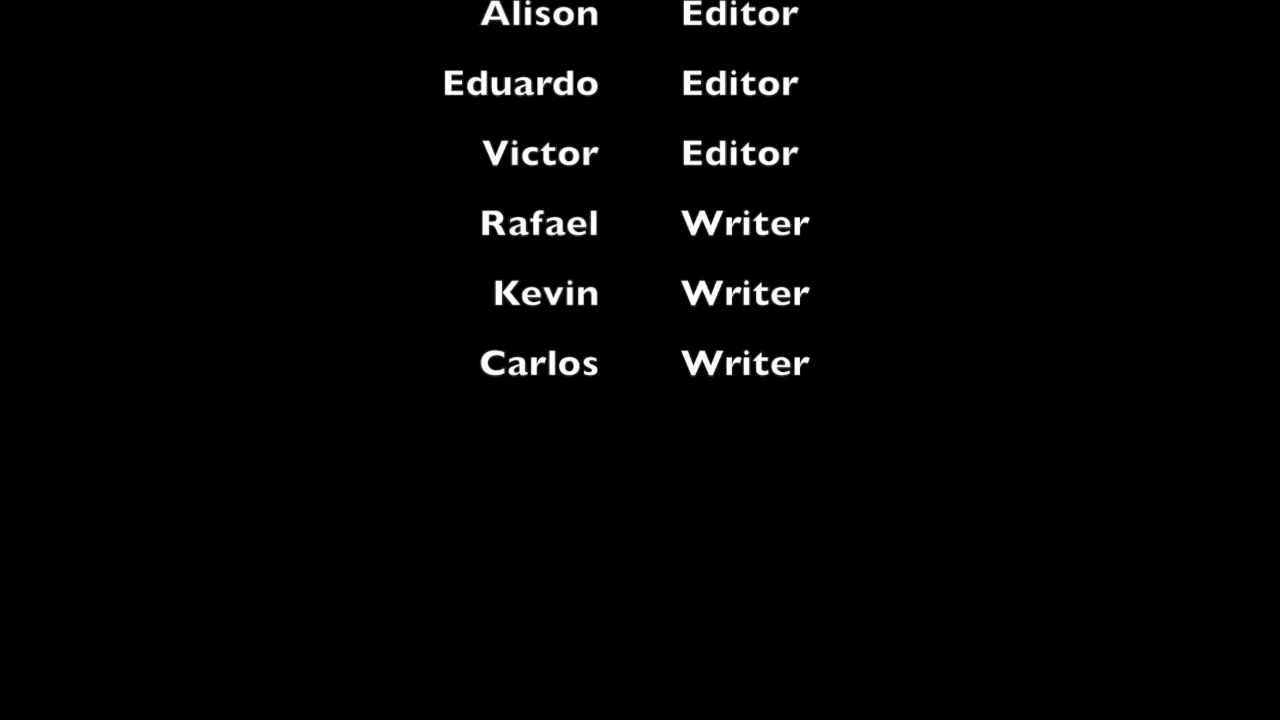 Alison Editor
Eduardo Editor
Victor Editor
Rafael Writer
Kevin Writer
Carlos Writer